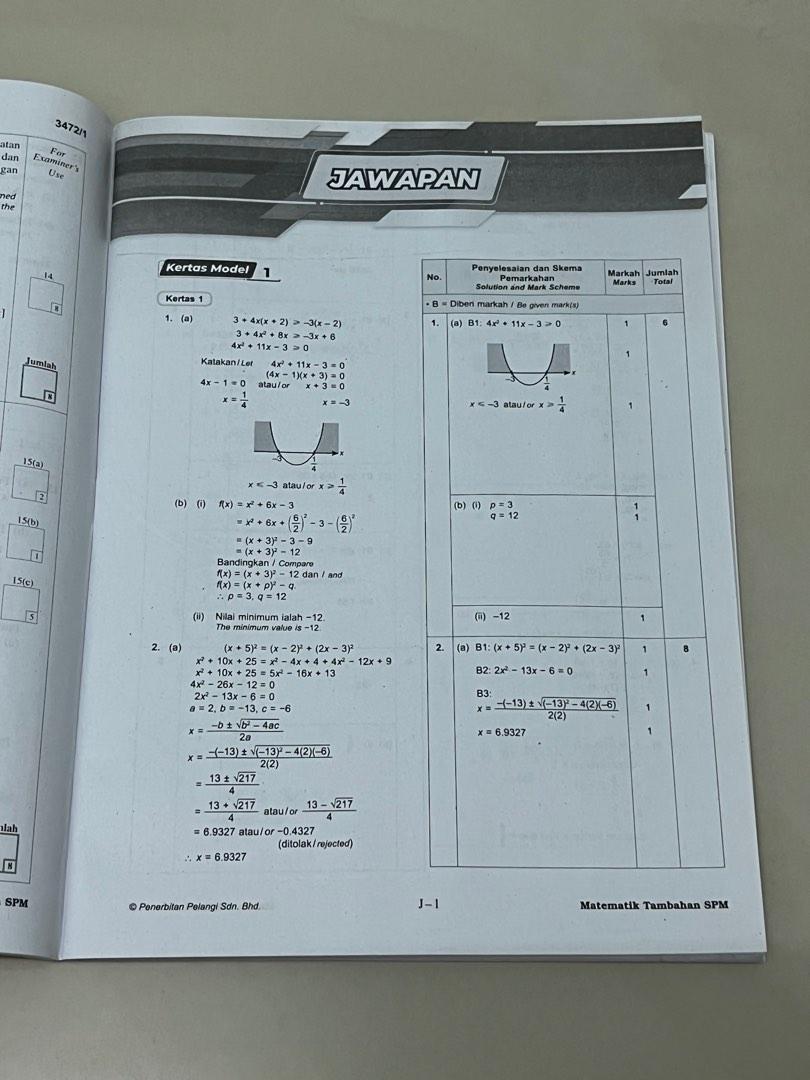 3472/1
atan
dan
gan
For
Examiner's
Use
ned
the
14
8
]
Jumlah
8
15(a)
2
15(b)
1
15(c)
5
8
SPM
JAWAPAN
Kertas Model 1
Kertas 1
1. (a) 3 + 4x(x + 2) ⩾ –3(x – 2)
3 + 4x² + 8x ⩾ –3x + 6
4x² + 11x – 3 ⩾ 0
Katakan / Let 4x² + 11x – 3 = 0
(4x – 1)(x + 3) = 0
4x – 1 = 0 atau / or x + 3 = 0
x = 1/4 x = –3
–3 1/4 x
x ⩽ –3 atau / or x ⩾ 1/4
(b) (i) f(x) = x² + 6x – 3
= x² + 6x + (6/2)² – 3 – (6/2)²
= (x + 3)² – 3 – 9
= (x + 3)² – 12
Bandingkan / Compare
f(x) = (x + 3)² – 12 dan / and
f(x) = (x + p)² – q.
∴ p = 3, q = 12
(ii) Nilai minimum ialah –12.
The minimum value is –12.
2. (a) (x + 5)² = (x – 2)² + (2x – 3)²
x² + 10x + 25 = x² – 4x + 4 + 4x² – 12x + 9
x² + 10x + 25 = 5x² – 16x + 13
4x² – 26x – 12 = 0
2x² – 13x – 6 = 0
a = 2, b = –13, c = –6
x = (–b ± √(b² – 4ac))/2a
x = (–(–13) ± √((–13)² – 4(2)(–6)))/2(2)
= (13 ± √217)/4
= (13 + √217)/4 atau / or (13 – √217)/4
= 6.9327 atau / or –0.4327
(ditolak / rejected)
∴ x = 6.9327
No. Penyelesaian dan Skema Pemarkahan Solution and Mark Scheme Markah Marks Jumlah Total
• B = Diberi markah / Be given mark(s)
1. (a) B1: 4x² + 11x – 3 ⩾ 0 1 6
1
–3 1/4 x
x ⩽ –3 atau / or x ⩾ 1/4 1
(b) (i) p = 3 1
q = 12 1
(ii) –12 1
2. (a) B1: (x + 5)² = (x – 2)² + (2x – 3)² 1 8
B2: 2x² – 13x – 6 = 0 1
B3:
x = (–(–13) ± √((–13)² – 4(2)(–6)))/2(2) 1
x = 6.9327 1
© Penerbitan Pelangi Sdn. Bhd.
J – 1
Matematik Tambahan SPM